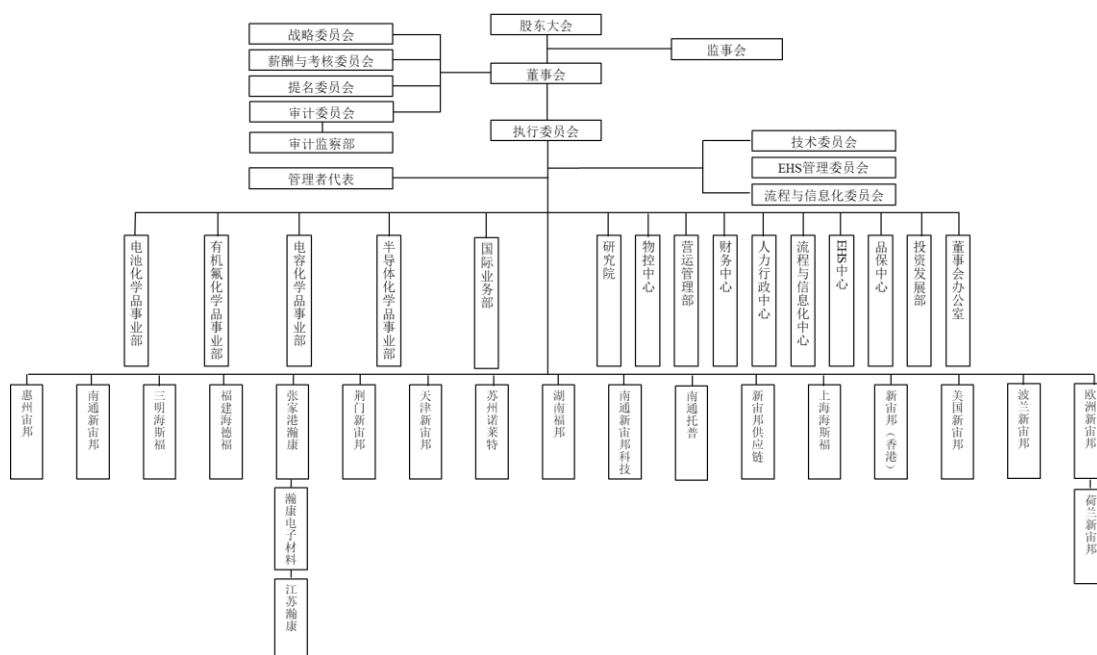 股东大会
战略委员会
监事会
薪酬与考核委员会
董事会
提名委员会
审计委员会
执行委员会
审计监察部
技术委员会
EHS管理委员会
管理者代表
流程与信息化委员会
电池化学品事业部
有机氟化学品事业部
电容化学品事业部
半导体化学品事业部
国际业务部
研究院
物控中心
营运管理部
财务中心
人力行政中心
流程与信息化中心
EHS中心
品保中心
投资发展部
董事会办公室
惠州宙邦
南通新宙邦
三明海斯福
福建海德福
张家港瀚康
荆门新宙邦
天津新宙邦
苏州诺莱特
湖南福邦
南通新宙邦科技
南通托普
新宙邦供应链
上海海斯福
新宙邦（香港）
美国新宙邦
波兰新宙邦
欧洲新宙邦
瀚康电子材料
荷兰新宙邦
江苏瀚康